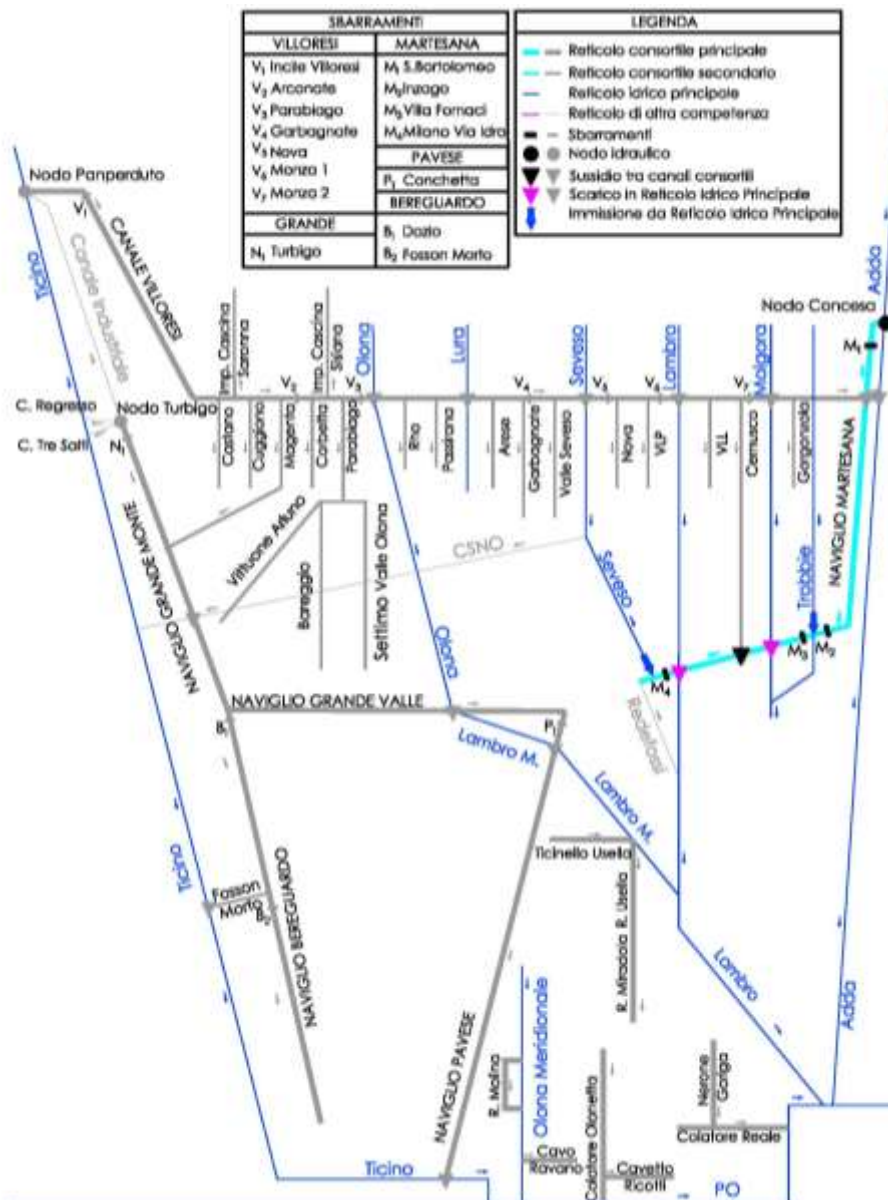 SBARRAMENTI
VILLORESI
V1 Incile Villoresi
V2 Arconate
V3 Parabiago
V4 Garbagnate
V5 Nova
V6 Monza 1
V7 Monza 2
GRANDE
N1 Turbigo
MARTESANA
M1 S.Bartolomeo
M2 Inzago
M3 Villa Fornaci
M4 Milano Via Idro
PAVESE
P1 Conchetta
BEREGUARDO
B1 Dozio
B2 Fosson Morto
LEGENDA
Reticolo consortile principale
Reticolo consortile secondario
Reticolo idrico principale
Reticolo di altra competenza
Sbarramenti
Nodo idraulico
Sussidio tra canali consortili
Scarico in Reticolo Idrico Principale
Immissione da Reticolo Idrico Principale
Nodo Panperduto
V1
CANALE VILLORESI
Ticino
Canale Industriale
Adda
Nodo Concesa
M1
Imp. Cascina
Saronna
V2
Imp. Cascina
Sisiana
V3
Olona
Lura
V4
Seveso
V5
V6
Lambro
V7
Molgora
C. Regresso
Nodo Turbigo
C. Tre Salti
N1
Castano
Cuggiono
Magenta
Corbetta
Parabiago
Rho
Passirana
Arese
Garbagnate
Valle Seveso
Nova
VLP
VLL
Cernusco
Gorgonzola
NAVIGLIO MARTESANA
NAVIGLIO GRANDE MONTE
Vittuone Arluno
Bareggio
Settimo Valle Olona
CSNO
Seveso
Trobbie
Olona
M4
M3
M2
Redefossi
NAVIGLIO GRANDE VALLE
B1
P1
Lambro M.
Lambro M.
Ticinello Usella
R. Miradola R. Usella
Ticino
Fosson
Morto
B2
NAVIGLIO BEREGUARDO
Lambro
Adda
NAVIGLIO PAVESE
R. Molina
Olona Meridionale
Colatore Olonetta
Nerone
Gariga
Colatore Reale
Cavo
Ravano
Cavetto
Ricotti
Ticino
PO